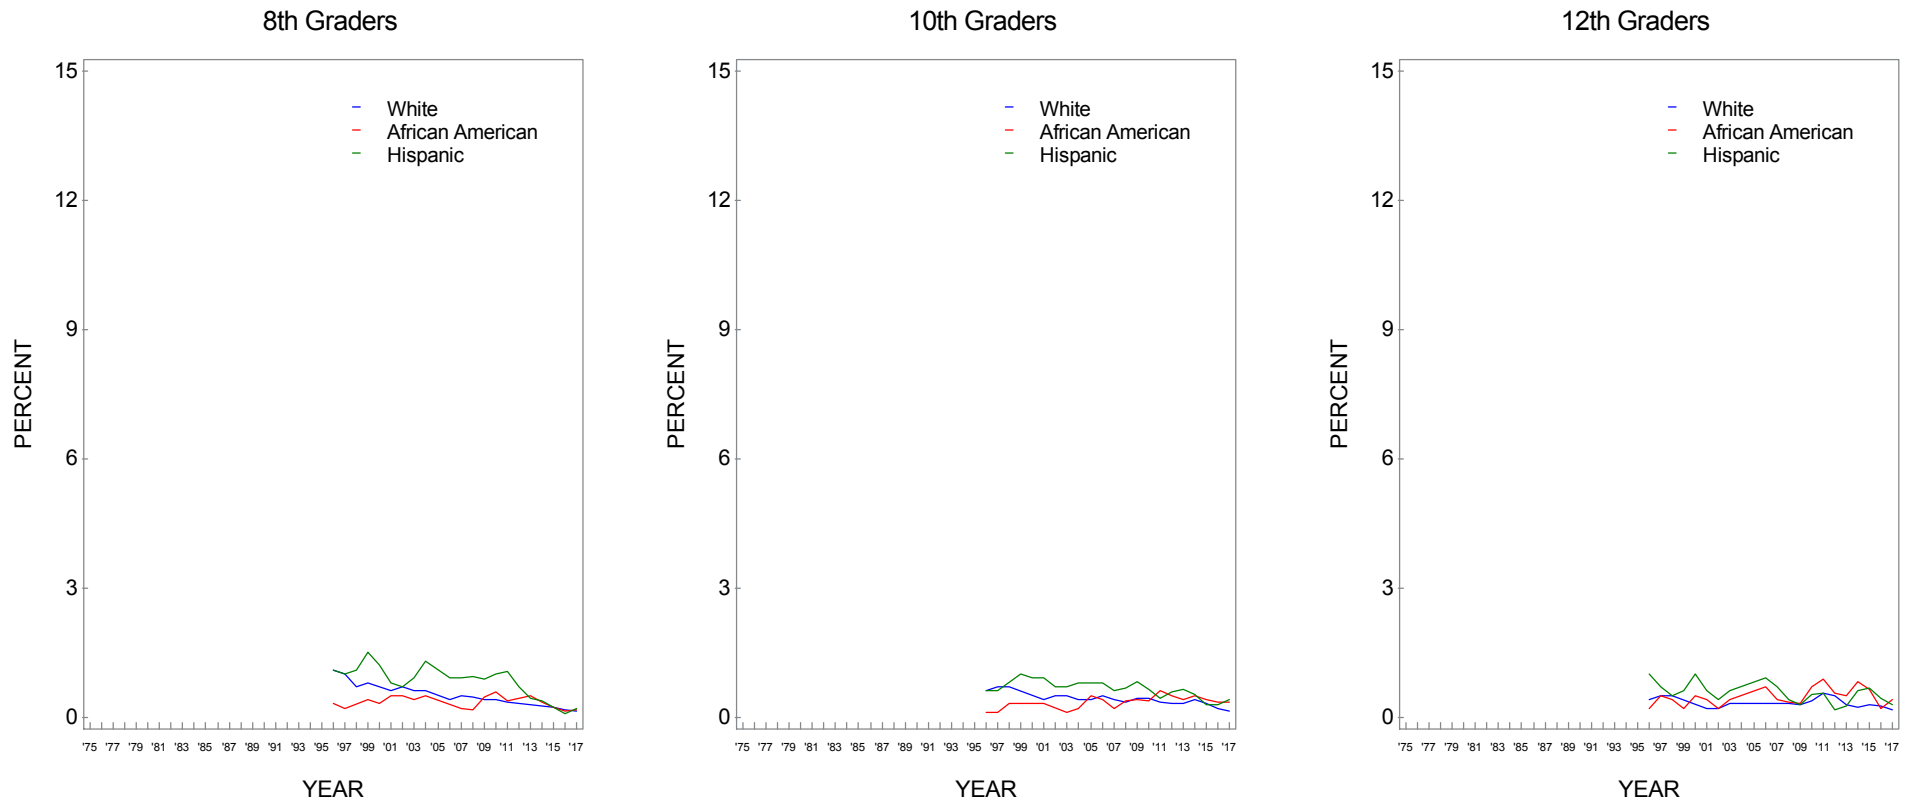 8th Graders
15
12
9
6
3
0
PERCENT
White
African American
Hispanic
'75 '77 '79 '81 '83 '85 '87 '89 '91 '93 '95 '97 '99 '01 '03 '05 '07 '09 '11 '13 '15 '17
YEAR
10th Graders
15
12
9
6
3
0
PERCENT
White
African American
Hispanic
'75 '77 '79 '81 '83 '85 '87 '89 '91 '93 '95 '97 '99 '01 '03 '05 '07 '09 '11 '13 '15 '17
YEAR
12th Graders
15
12
9
6
3
0
PERCENT
White
African American
Hispanic
'75 '77 '79 '81 '83 '85 '87 '89 '91 '93 '95 '97 '99 '01 '03 '05 '07 '09 '11 '13 '15 '17
YEAR